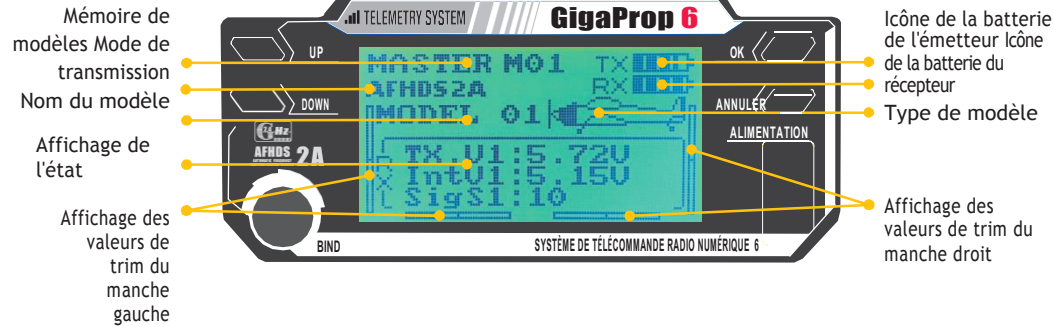 Mémoire de
modèles Mode de
transmission
Nom du modèle
Affichage de
l'état
Affichage des
valeurs de
trim du
manche
gauche
TELEMETRY SYSTEM
GigaProp 6
UP
DOWN
GHz
AFHDS 2A
BIND
MASTER M01 TX
AFHDS2A RX
MODEL 01
TX.V1:5.72V
IntV1:5.15V
SigS1:10
RX
OK
ANNULER
ALIMENTATION
SYSTÈME DE TÉLÉCOMMANDE RADIO NUMÉRIQUE 6
Icône de la batterie
de l'émetteur Icône
de la batterie du
récepteur
Type de modèle
Affichage des
valeurs de trim du
manche droit